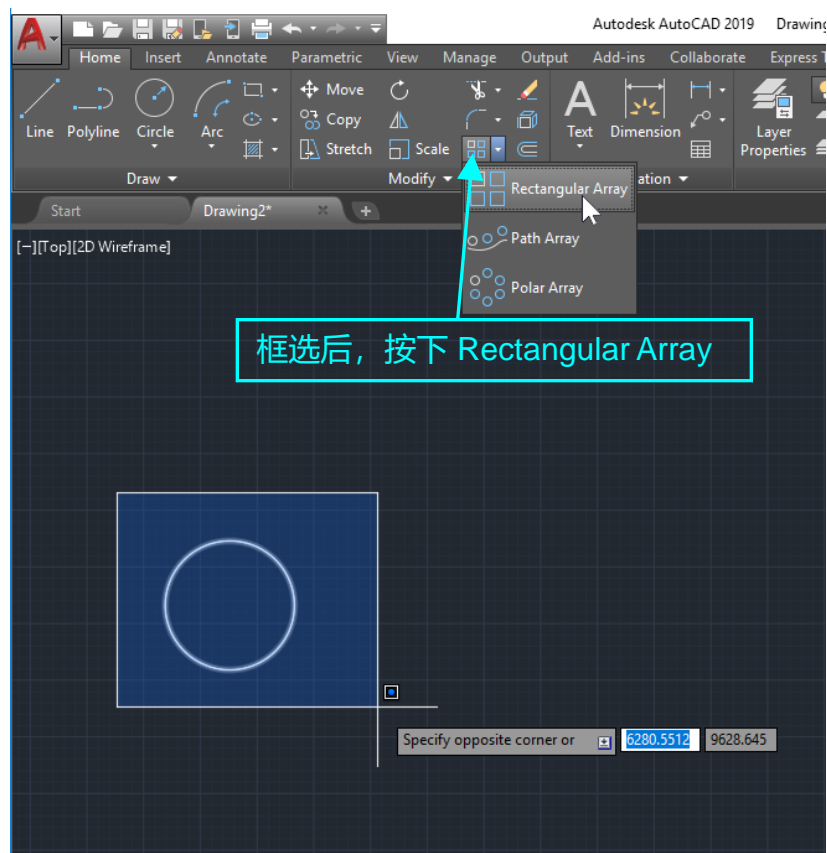 Autodesk AutoCAD 2019 Drawing
Home Insert Annotate Parametric View Manage Output Add-ins Collaborate Express
Move
Copy
Line Polyline Circle Arc Text Dimension Layer
Properties
Stretch Scale
Draw Modify ation
Rectangular Array
Start Drawing2*
Path Array
[−][Top][2D Wireframe]
Polar Array
框选后，按下 Rectangular Array
Specify opposite corner or 6280.5512 9628.645